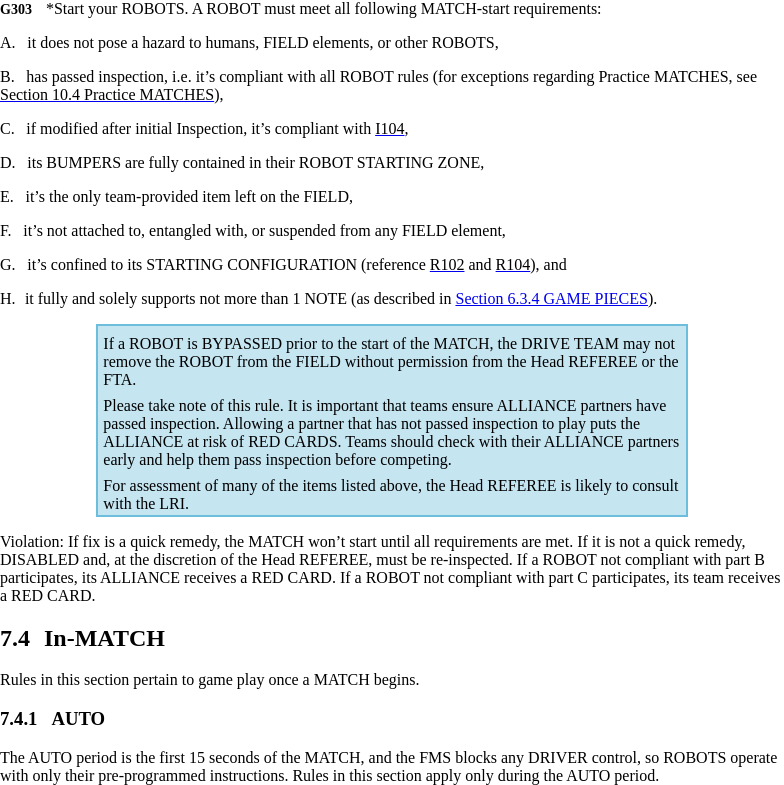 G303 *Start your ROBOTS. A ROBOT must meet all following MATCH-start requirements:
A. it does not pose a hazard to humans, FIELD elements, or other ROBOTS,
B. has passed inspection, i.e. it’s compliant with all ROBOT rules (for exceptions regarding Practice MATCHES, see
Section 10.4 Practice MATCHES),
C. if modified after initial Inspection, it’s compliant with I104,
D. its BUMPERS are fully contained in their ROBOT STARTING ZONE,
E. it’s the only team-provided item left on the FIELD,
F. it’s not attached to, entangled with, or suspended from any FIELD element,
G. it’s confined to its STARTING CONFIGURATION (reference R102 and R104), and
H. it fully and solely supports not more than 1 NOTE (as described in Section 6.3.4 GAME PIECES).
If a ROBOT is BYPASSED prior to the start of the MATCH, the DRIVE TEAM may not
remove the ROBOT from the FIELD without permission from the Head REFEREE or the
FTA.
Please take note of this rule. It is important that teams ensure ALLIANCE partners have
passed inspection. Allowing a partner that has not passed inspection to play puts the
ALLIANCE at risk of RED CARDS. Teams should check with their ALLIANCE partners
early and help them pass inspection before competing.
For assessment of many of the items listed above, the Head REFEREE is likely to consult
with the LRI.
Violation: If fix is a quick remedy, the MATCH won’t start until all requirements are met. If it is not a quick remedy,
DISABLED and, at the discretion of the Head REFEREE, must be re-inspected. If a ROBOT not compliant with part B
participates, its ALLIANCE receives a RED CARD. If a ROBOT not compliant with part C participates, its team receives
a RED CARD.
7.4 In-MATCH
Rules in this section pertain to game play once a MATCH begins.
7.4.1 AUTO
The AUTO period is the first 15 seconds of the MATCH, and the FMS blocks any DRIVER control, so ROBOTS operate
with only their pre-programmed instructions. Rules in this section apply only during the AUTO period.